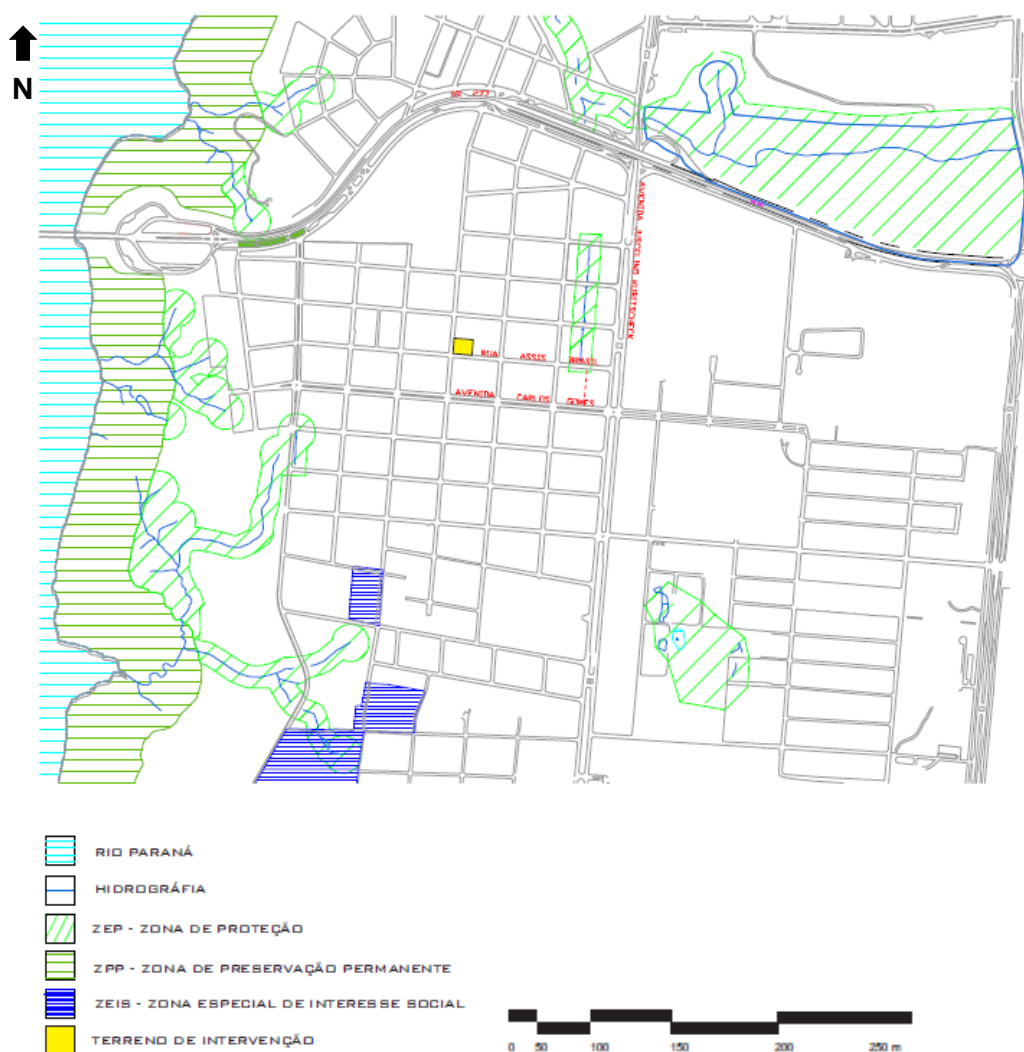 N
BR 277
AVENIDA JUSCELINO KUBITSCHECK
RUA ASSIS BRASIL
AVENIDA CARLOS GOMES
RIO PARANÁ
HIDROGRÁFIA
ZEP - ZONA DE PROTEÇÃO
ZPP - ZONA DE PRESERVAÇÃO PERMANENTE
ZEIS - ZONA ESPECIAL DE INTERESSE SOCIAL
TERRENO DE INTERVENÇÃO
0 50 100 150 200 250 m